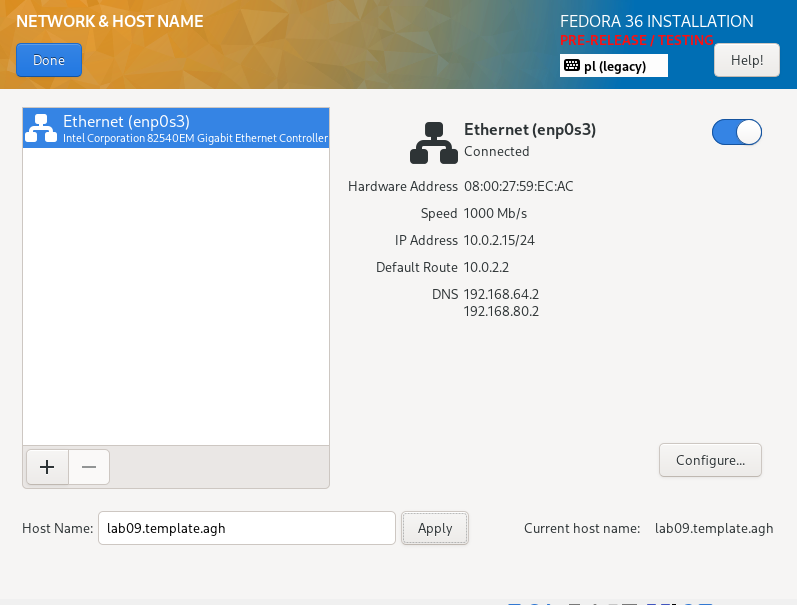 NETWORK & HOST NAME
FEDORA 36 INSTALLATION
PRE-RELEASE / TESTING
Done
pl (legacy)
Help!
Ethernet (enp0s3)
Intel Corporation 82540EM Gigabit Ethernet Controller
Ethernet (enp0s3)
Connected
Hardware Address 08:00:27:59:EC:AC
Speed 1000 Mb/s
IP Address 10.0.2.15/24
Default Route 10.0.2.2
DNS 192.168.64.2
192.168.80.2
+ −
Configure...
Host Name: lab09.template.agh Apply Current host name: lab09.template.agh